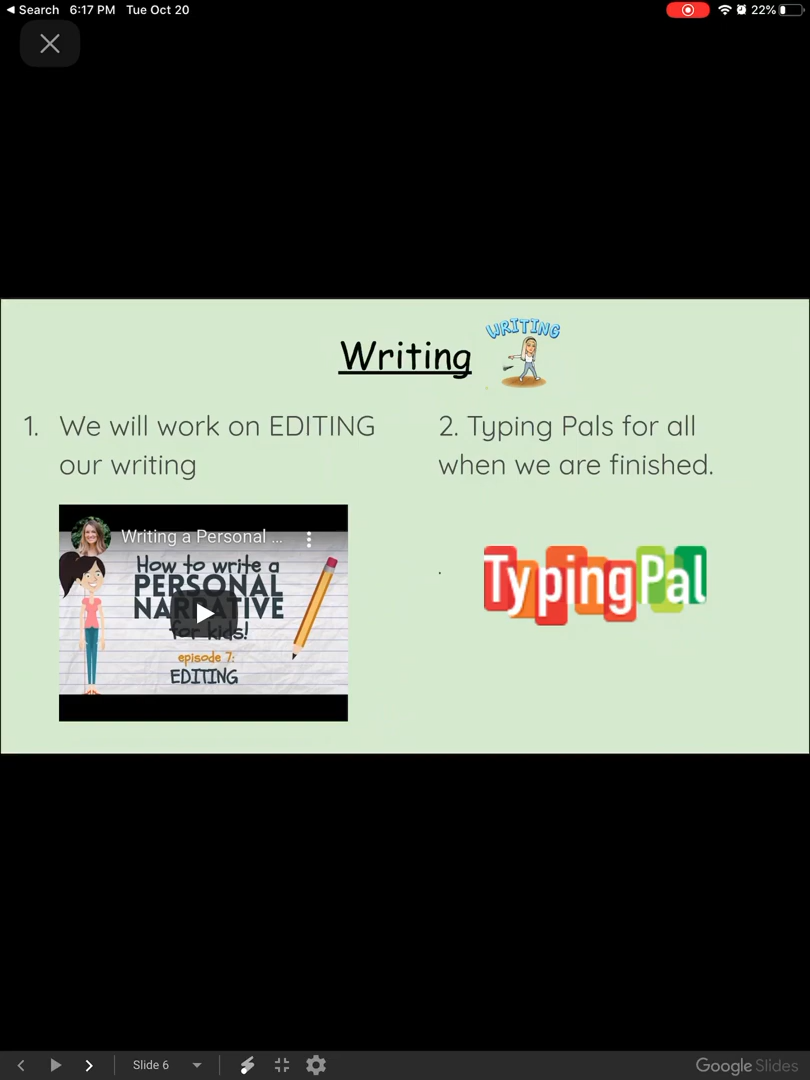 Search 6:17 PM Tue Oct 20
22%
Writing
WRITING
1. We will work on EDITING
our writing
2. Typing Pals for all
when we are finished.
Writing a Personal ...
How to write a
PERSONAL
NARRATIVE
for kids!
episode 7:
EDITING
TypingPal
Slide 6
Google Slides